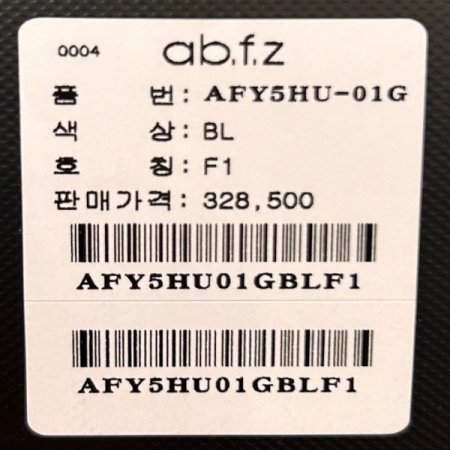 0004 ab.f.z
품 번: AFY5HU-01G
색 상: BL
호 칭: F1
판매가격: 328,500
AFY5HU01GBLF1
AFY5HU01GBLF1